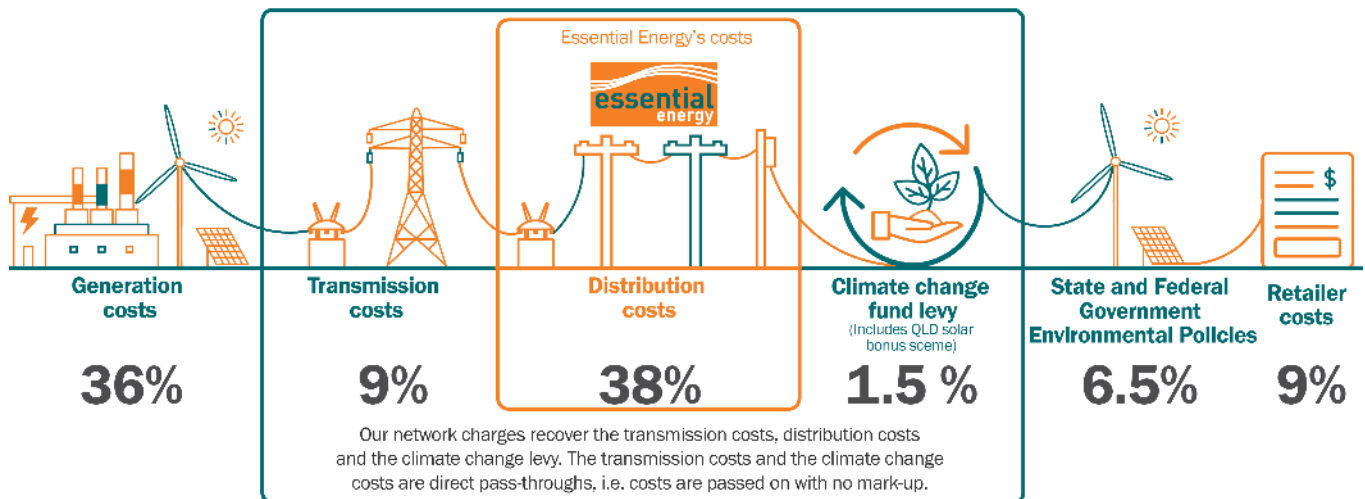 Essential Energy's costs
essential
energy
$
Generation
costs
36%
Transmission
costs
9%
Distribution
costs
38%
Climate change
fund levy
(Includes QLD solar
bonus sceme)
1.5 %
State and Federal
Government
Environmental Policies
6.5%
Retailer
costs
9%
Our network charges recover the transmission costs, distribution costs
and the climate change levy. The transmission costs and the climate change
costs are direct pass-throughs, i.e. costs are passed on with no mark-up.